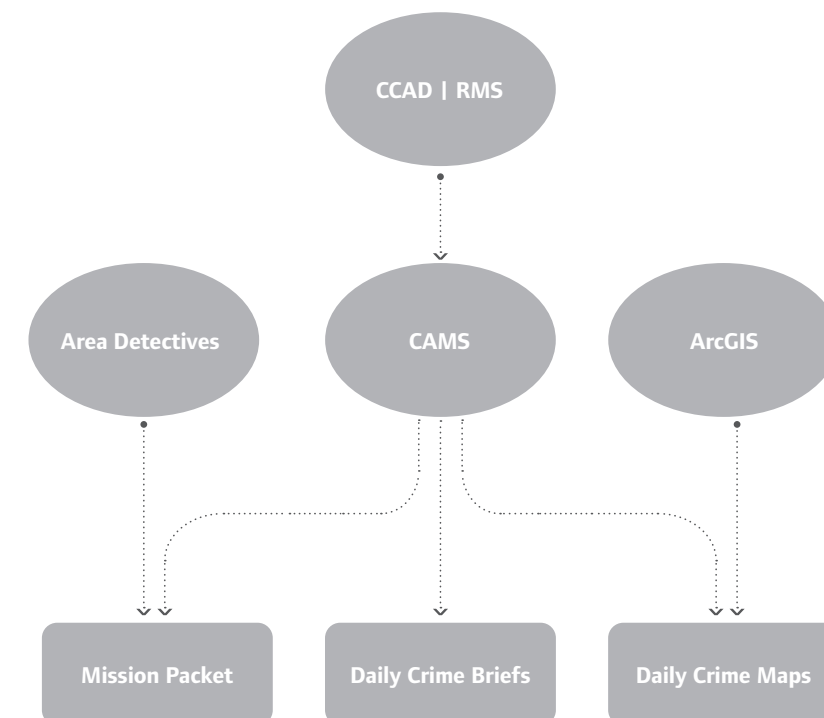 CCAD | RMS
Area Detectives
CAMS
ArcGIS
Mission Packet
Daily Crime Briefs
Daily Crime Maps